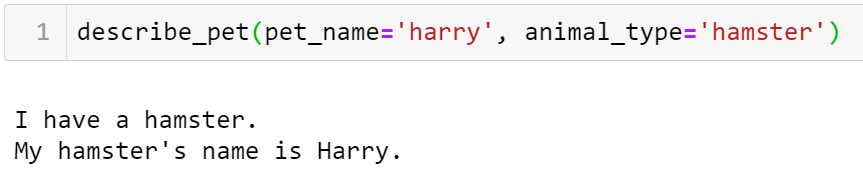 1 describe_pet(pet_name='harry', animal_type='hamster')
I have a hamster.
My hamster's name is Harry.